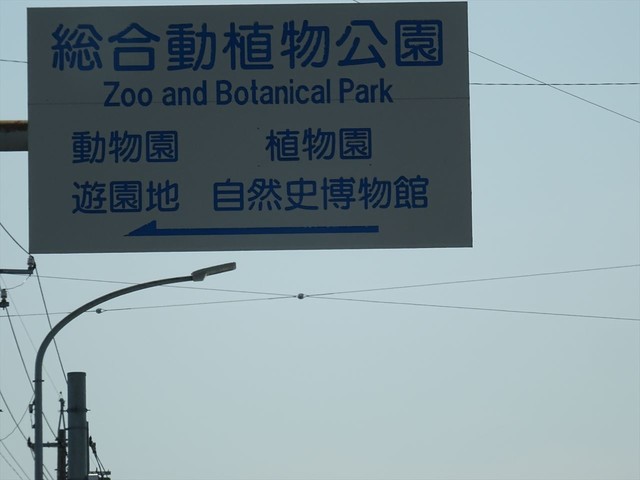 総合動植物公園
Zoo and Botanical Park
動物園 植物園
遊園地 自然史博物館